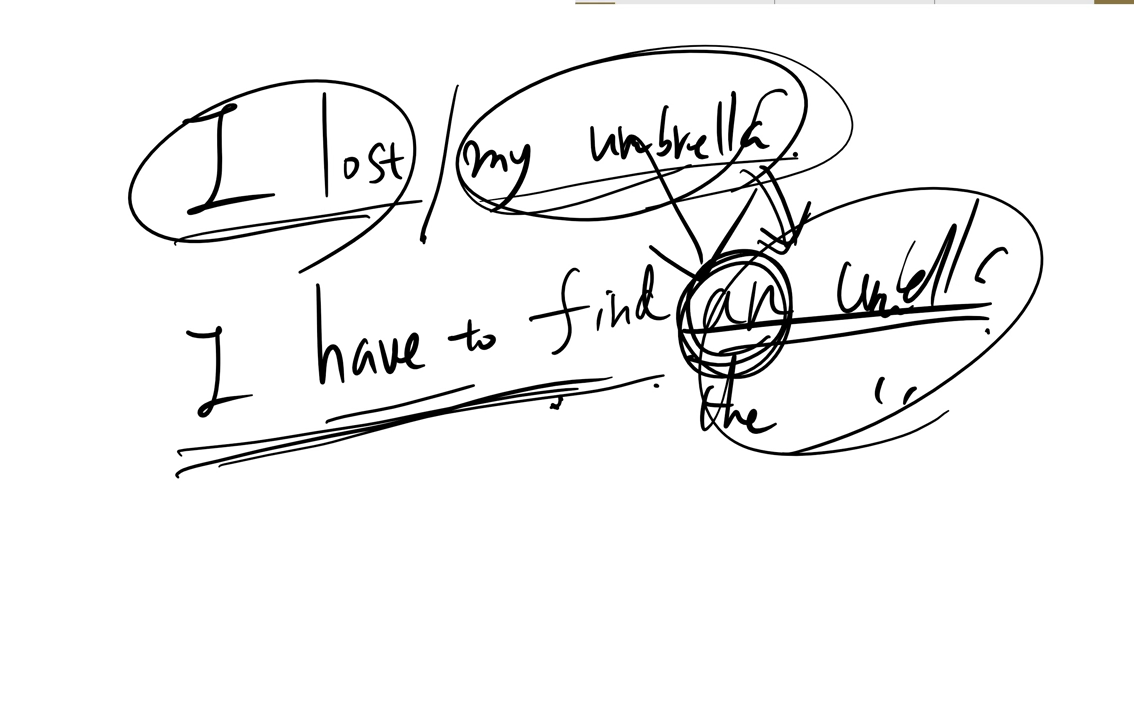 I lost / my umbrella.
I have to find an umbrella.
the "